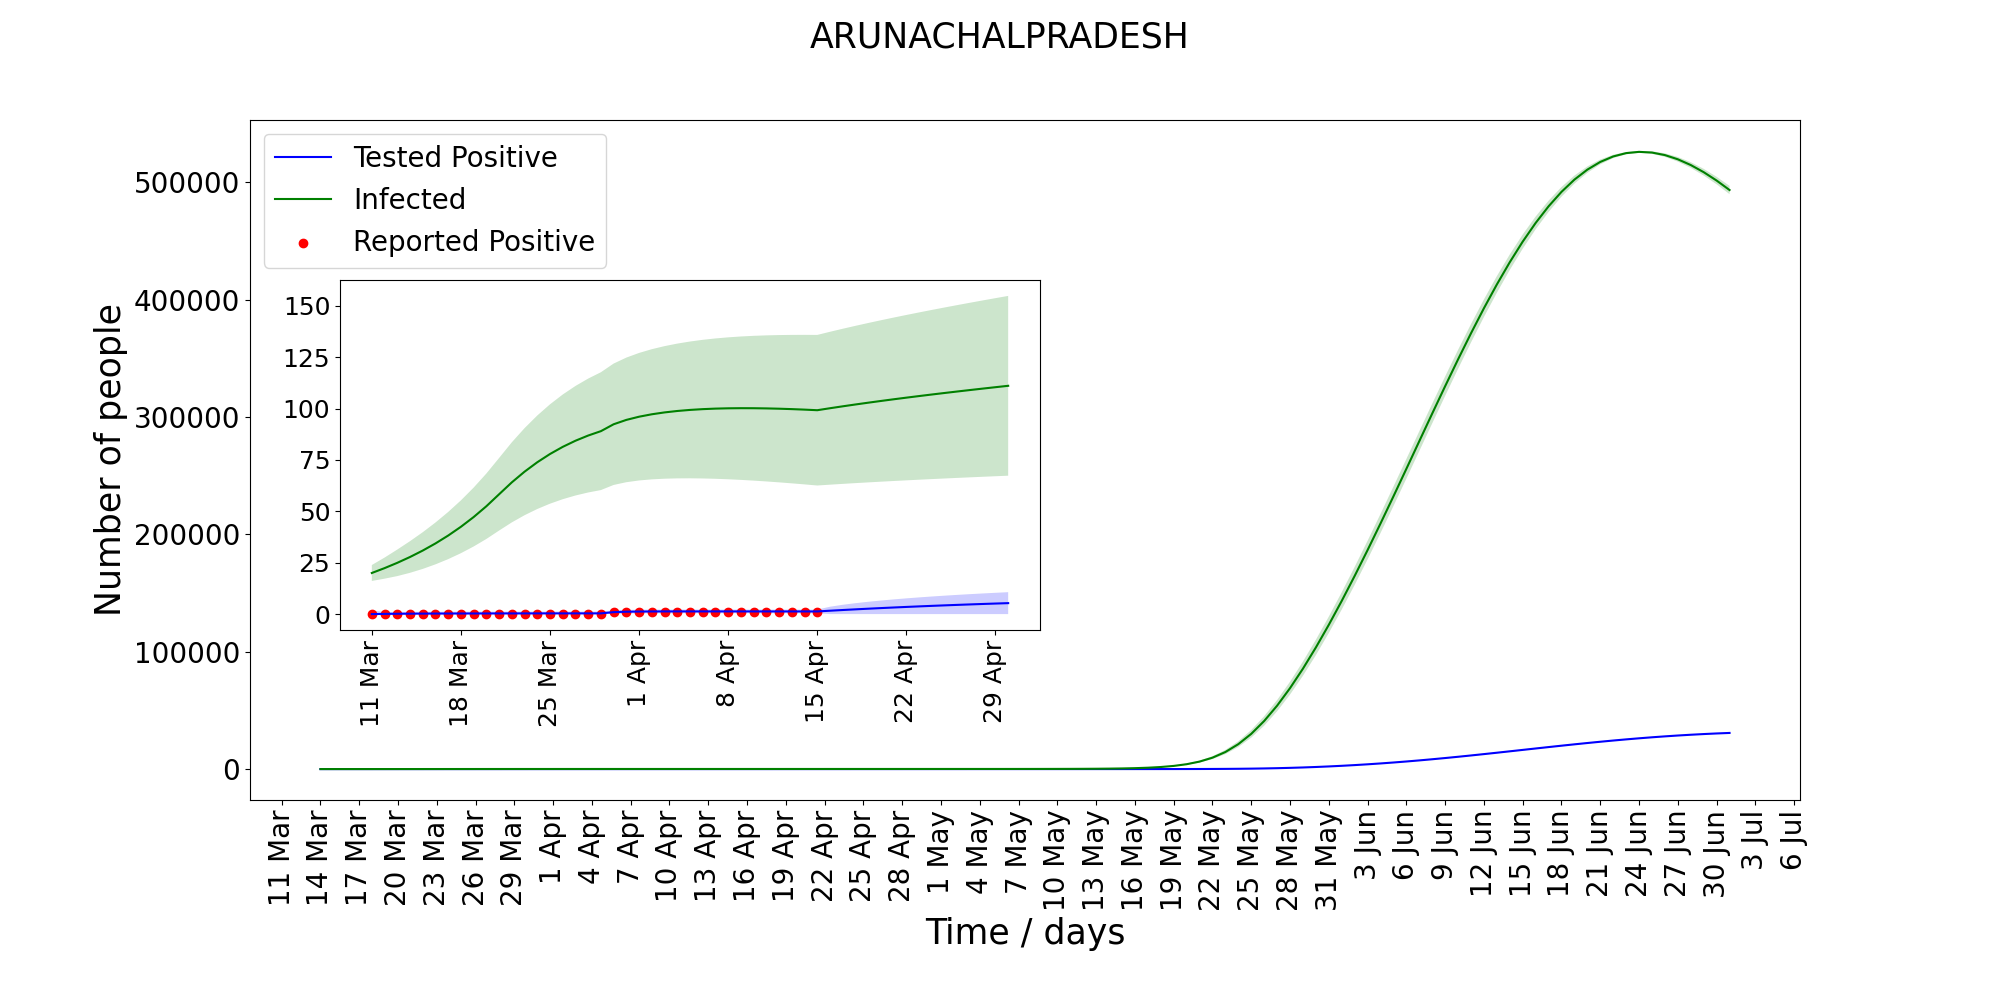 ARUNACHALPRADESH
Tested Positive
Infected
Reported Positive
Number of people
500000
400000
300000
200000
100000
0
150
125
100
75
50
25
0
11 Mar
18 Mar
25 Mar
1 Apr
8 Apr
15 Apr
22 Apr
29 Apr
11 Mar
14 Mar
17 Mar
20 Mar
23 Mar
26 Mar
29 Mar
1 Apr
4 Apr
7 Apr
10 Apr
13 Apr
16 Apr
19 Apr
22 Apr
25 Apr
28 Apr
1 May
4 May
7 May
10 May
13 May
16 May
19 May
22 May
25 May
28 May
31 May
3 Jun
6 Jun
9 Jun
12 Jun
15 Jun
18 Jun
21 Jun
24 Jun
27 Jun
30 Jun
3 Jul
6 Jul
Time / days